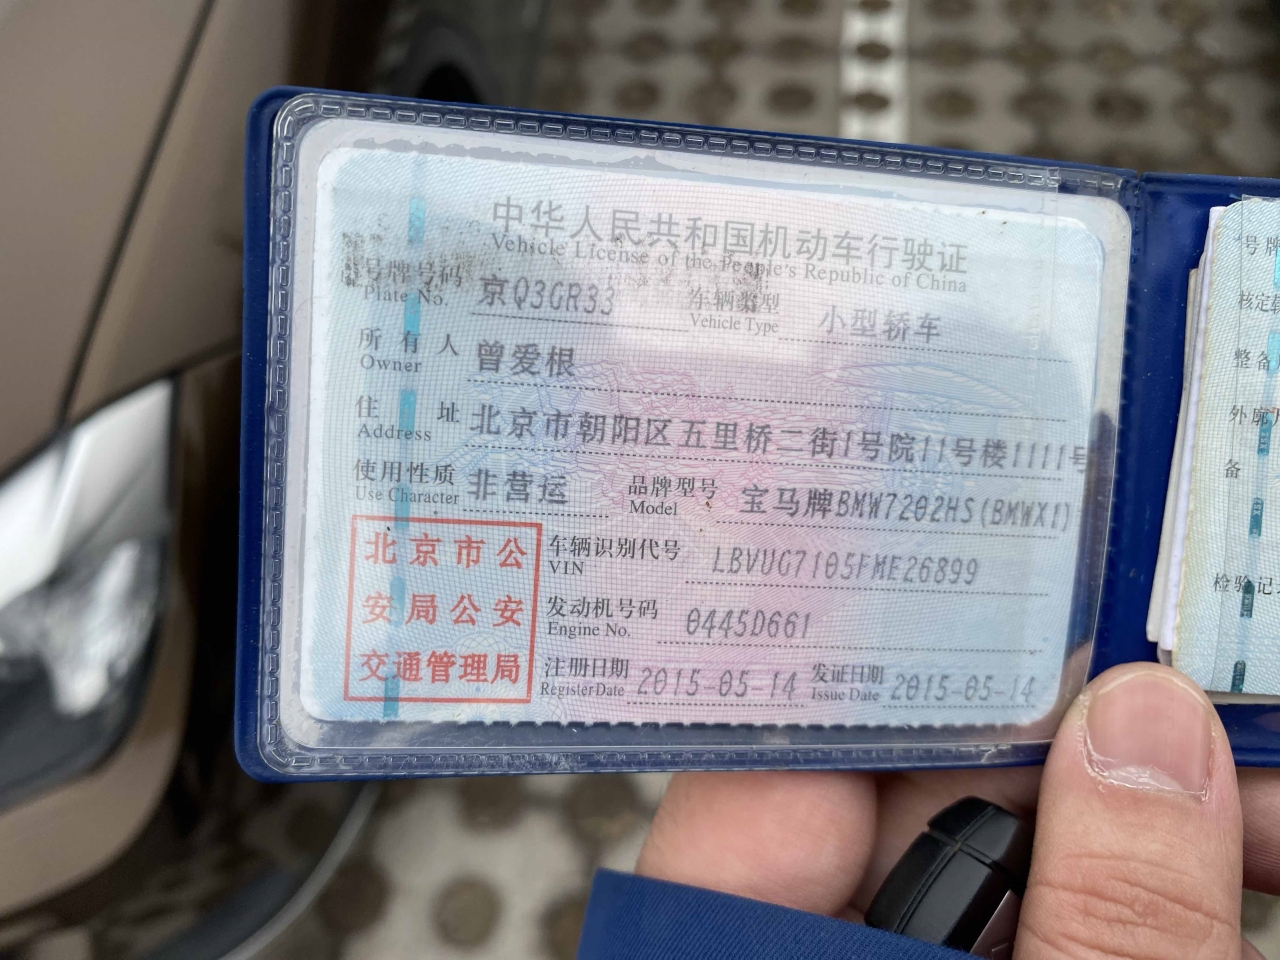 中华人民共和国机动车行驶证
Vehicle License of the People's Republic of China
号牌号码 京Q3GR33 车辆类型 小型轿车
Plate No. Vehicle Type
所有人 曾爱根
Owner
住址 北京市朝阳区五里桥二街1号院11号楼1111号
Address
使用性质 非营运 品牌型号 宝马牌BMW7202HS(BMWX1)
Use Character Model
北京市公
安局公安
交通管理局
车辆识别代号 LBVUG7105FME26899
VIN
发动机号码 0445D661
Engine No.
注册日期 2015-05-14 发证日期 2015-05-14
Register Date Issue Date
号牌
核定
整备
外廓
备
检验记